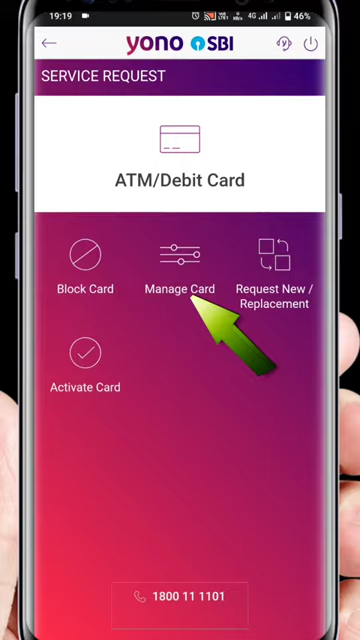 19:19 4G 46%
yono SBI
SERVICE REQUEST
ATM/Debit Card
Block Card
Manage Card
Request New /
Replacement
Activate Card
1800 11 1101